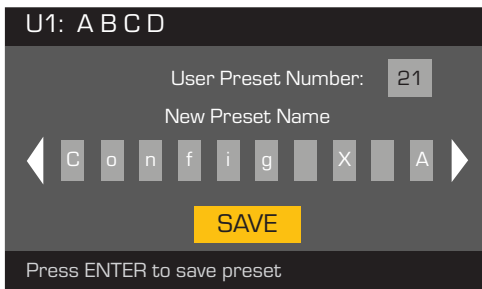 U1: A B C D
User Preset Number: 21
New Preset Name
C o n f i g X A
SAVE
Press ENTER to save preset